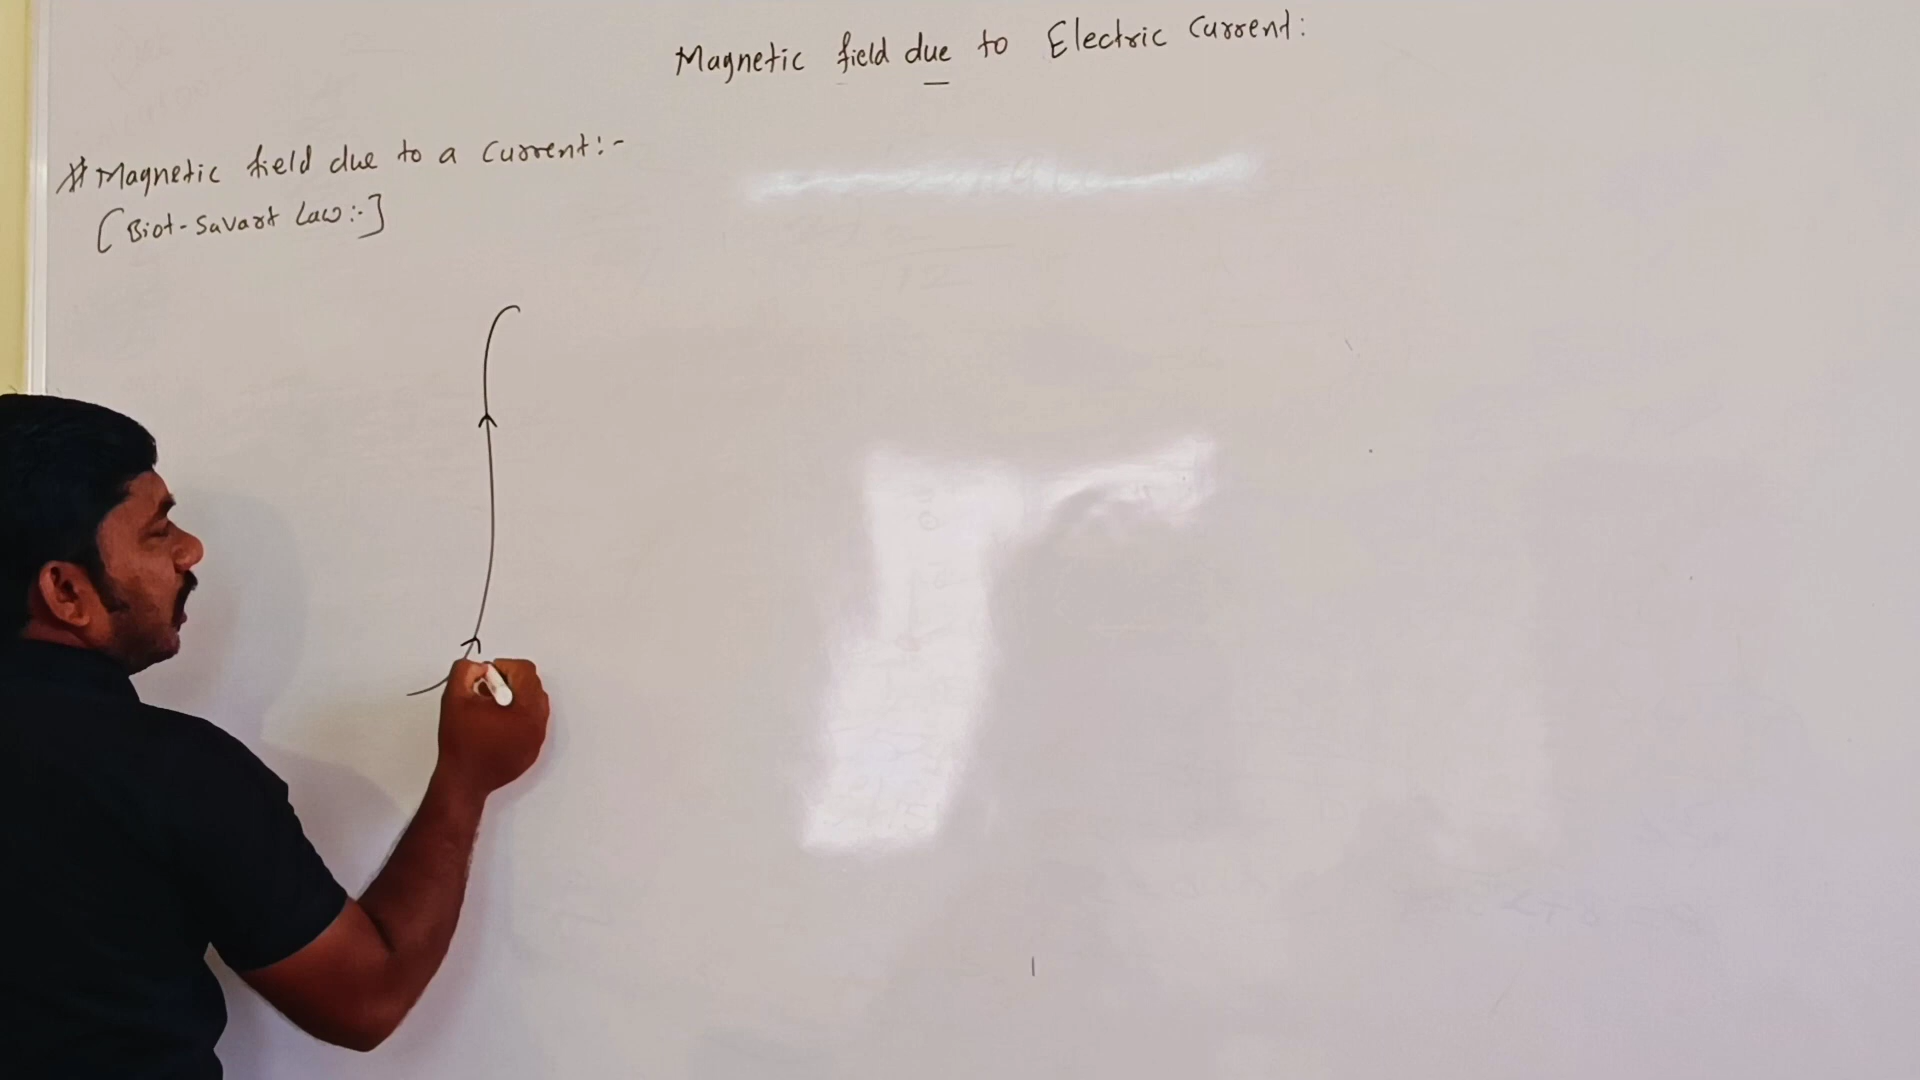 Magnetic field due to Electric Current:
# Magnetic field due to a Current:-
[Biot-Savart Law:-]